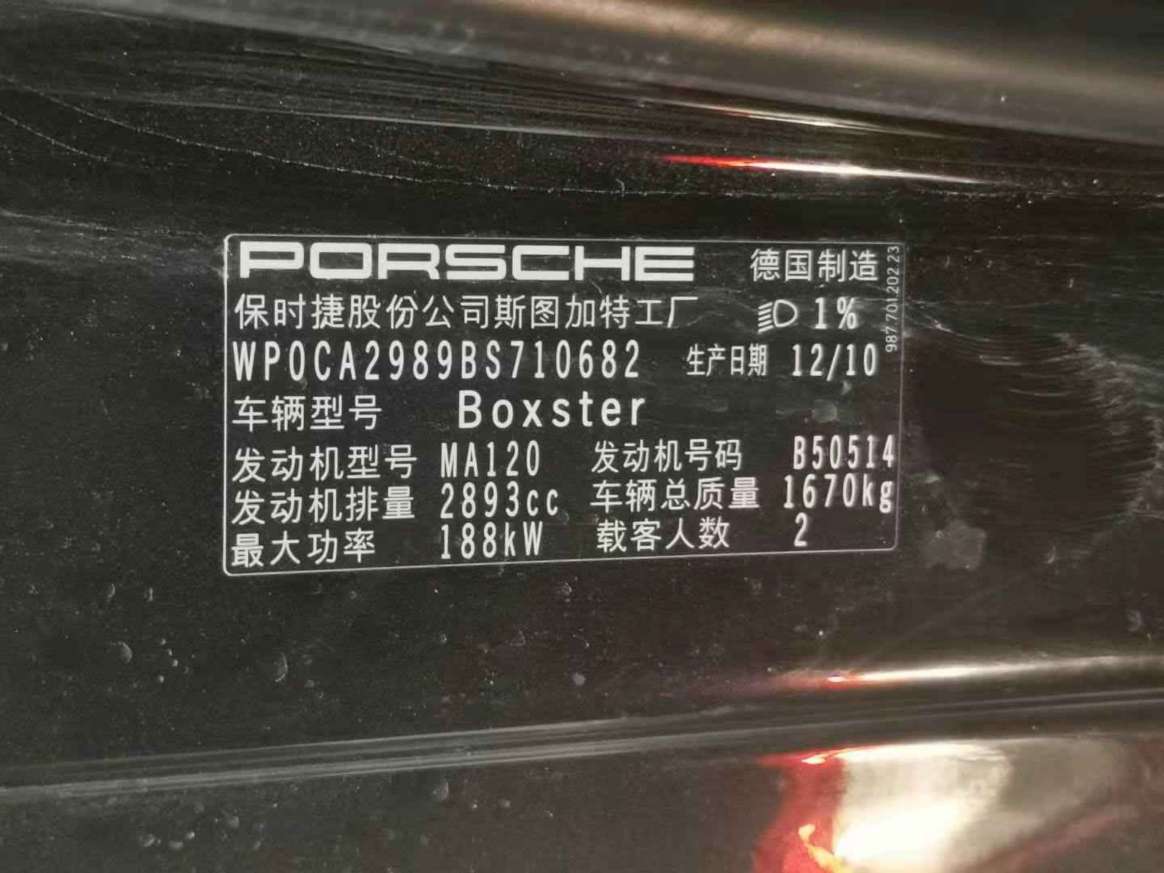 PORSCHE 德国制造
保时捷股份公司斯图加特工厂 1%
WP0CA2989BS710682 生产日期 12/10
车辆型号 Boxster
发动机型号 MA120 发动机号码 B50514
发动机排量 2893cc 车辆总质量 1670kg
最大功率 188kW 载客人数 2
987.701.202.23